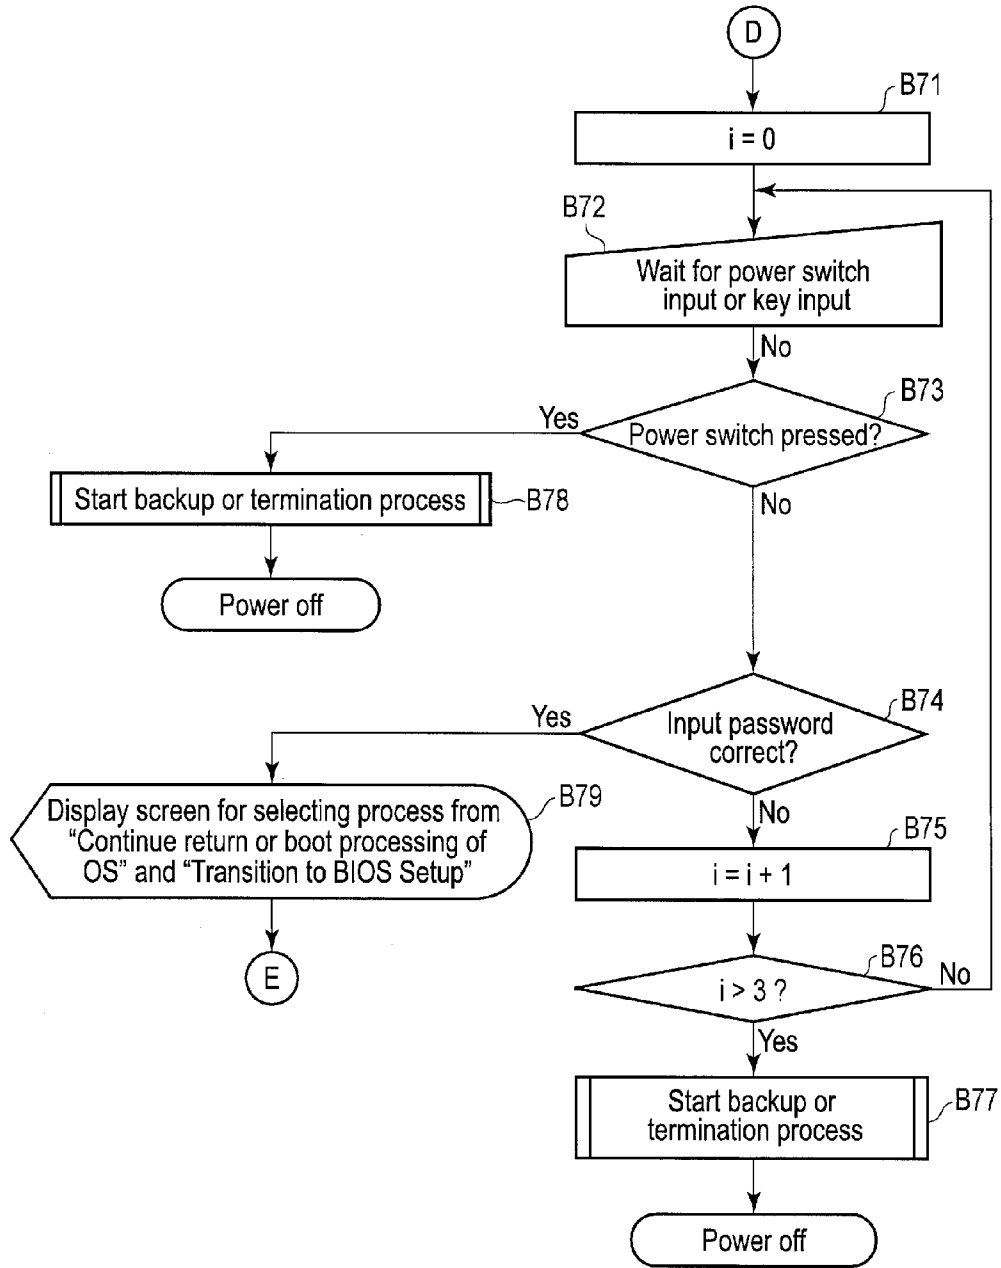 D
B71
i = 0
B72
Wait for power switch
input or key input
No
B73
Yes
Power switch pressed?
Start backup or termination process
B78
No
Power off
B74
Yes
Input password
correct?
B79
Display screen for selecting process from
“Continue return or boot processing of
OS” and “Transition to BIOS Setup”
No
B75
i = i + 1
E
B76
No
i > 3 ?
Yes
B77
Start backup or
termination process
Power off